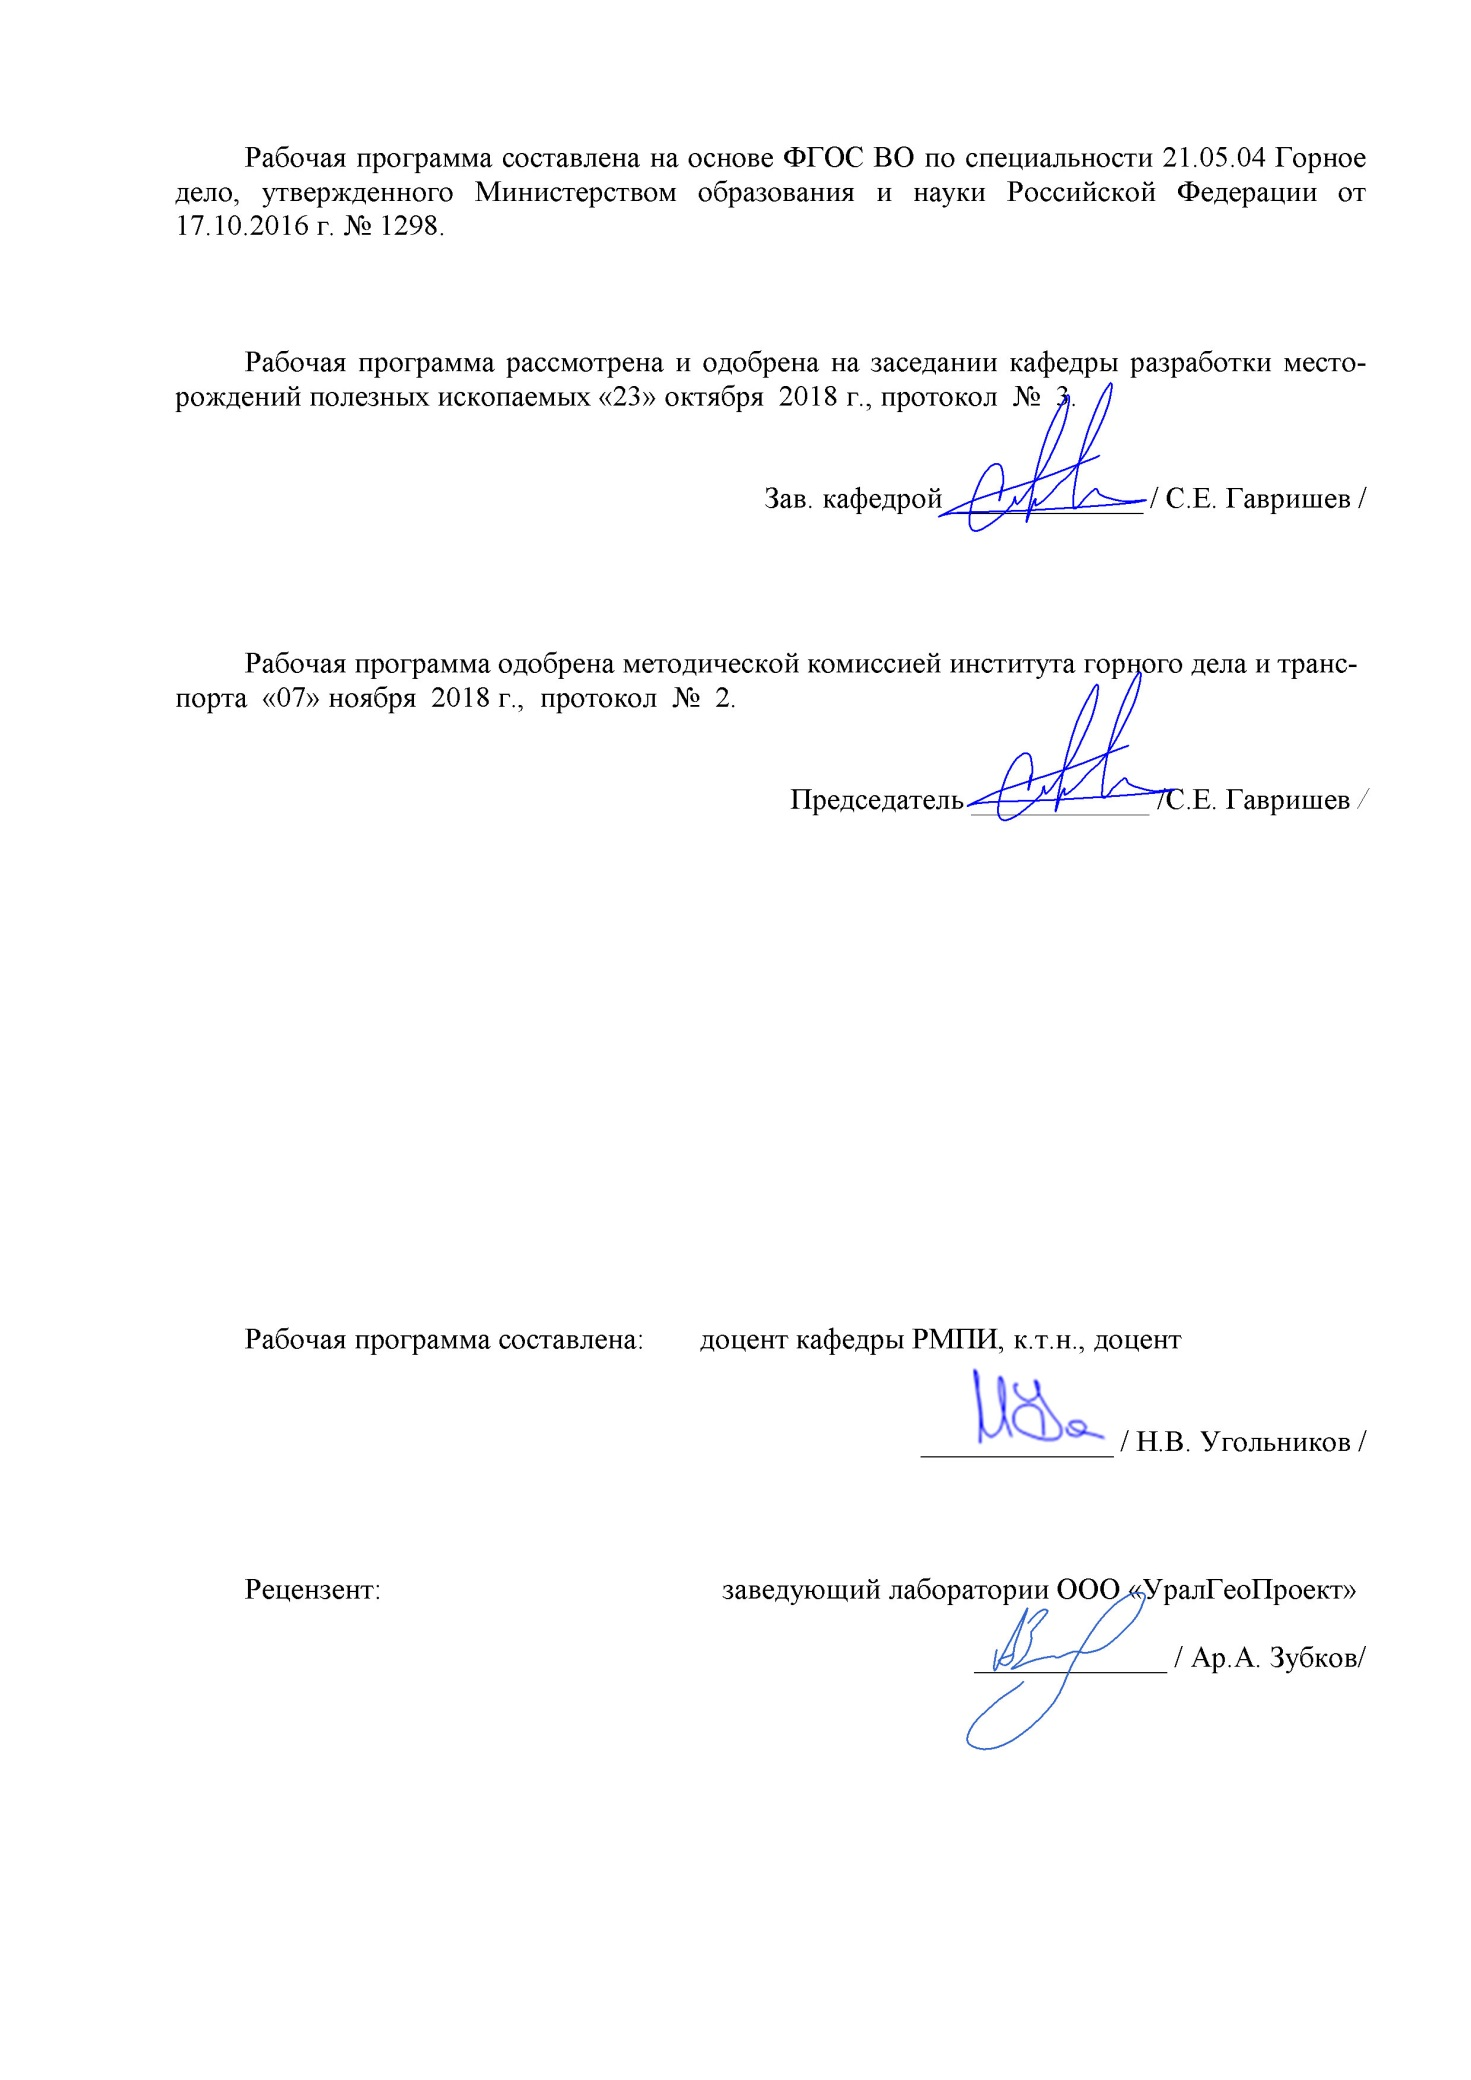 Рабочая программа составлена на основе ФГОС ВО по специальности 21.05.04 Горное
дело, утвержденного Министерством образования и науки Российской Федерации от
17.10.2016 г. № 1298.
Рабочая программа рассмотрена и одобрена на заседании кафедры разработки место-
рождений полезных ископаемых «23» октября 2018 г., протокол № 3.
Зав. кафедрой ______________ / С.Е. Гавришев /
Рабочая программа одобрена методической комиссией института горного дела и транс-
порта «07» ноября 2018 г., протокол № 2.
Председатель _____________ /С.Е. Гавришев /
Рабочая программа составлена: доцент кафедры РМПИ, к.т.н., доцент
______________ / Н.В. Угольников /
Рецензент: заведующий лаборатории ООО «УралГеоПроект»
______________ / Ар.А. Зубков/